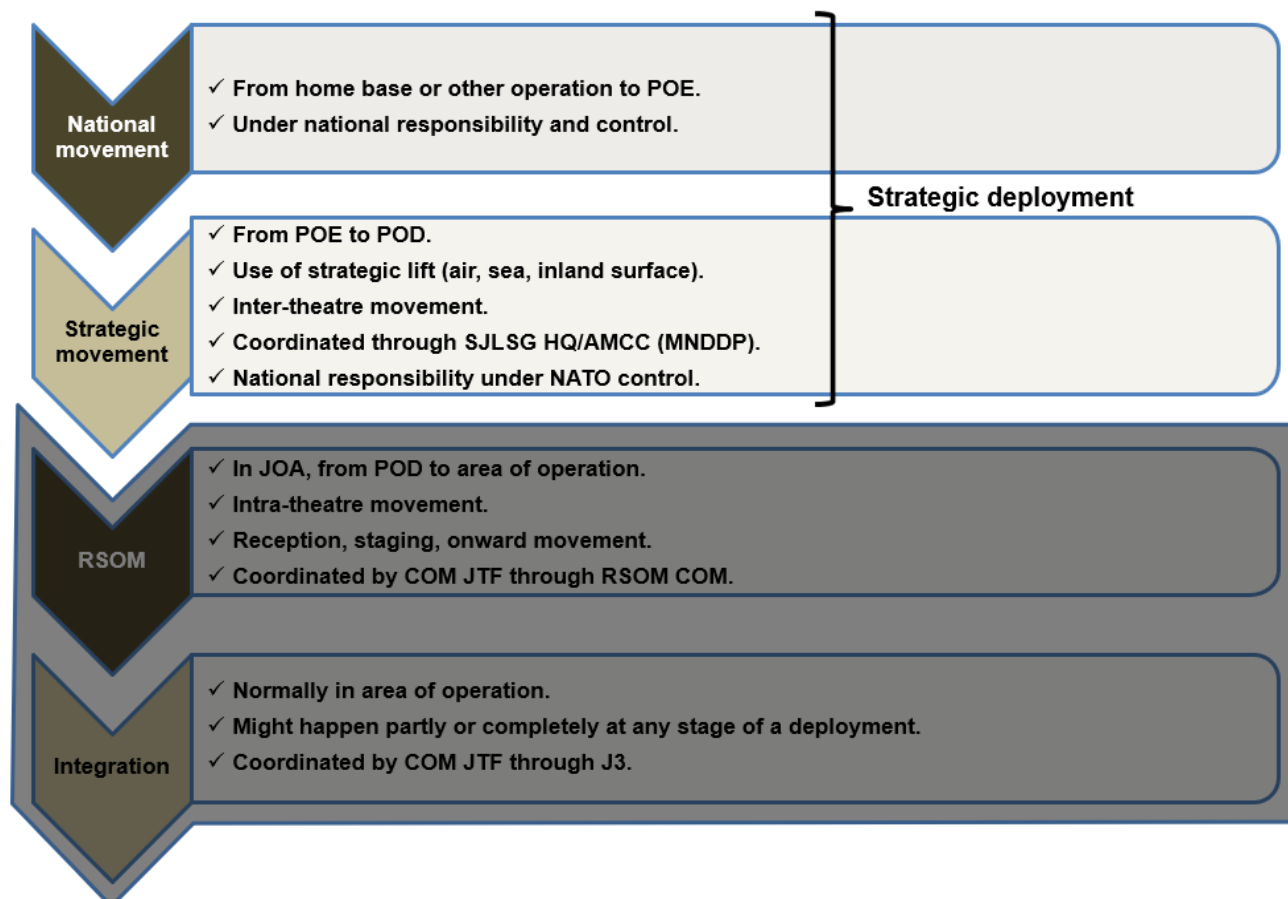 National
movement
✓ From home base or other operation to POE.
✓ Under national responsibility and control.
Strategic deployment
Strategic
movement
✓ From POE to POD.
✓ Use of strategic lift (air, sea, inland surface).
✓ Inter-theatre movement.
✓ Coordinated through SJLSG HQ/AMCC (MNDDP).
✓ National responsibility under NATO control.
RSOM
✓ In JOA, from POD to area of operation.
✓ Intra-theatre movement.
✓ Reception, staging, onward movement.
✓ Coordinated by COM JTF through RSOM COM.
Integration
✓ Normally in area of operation.
✓ Might happen partly or completely at any stage of a deployment.
✓ Coordinated by COM JTF through J3.